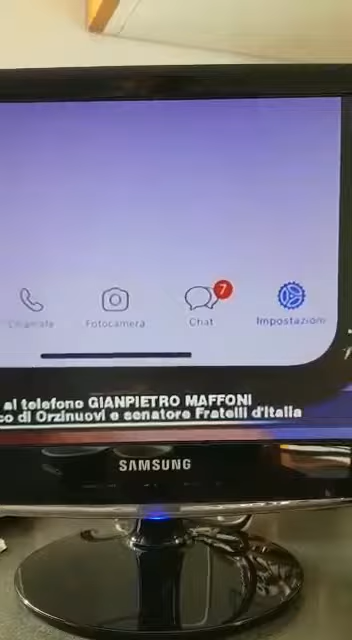 Chiamate
Fotocamera
Chat
7
Impostazioni
al telefono GIANPIETRO MAFFONI
co di Orzinuovi e senatore Fratelli d'Italia
SAMSUNG